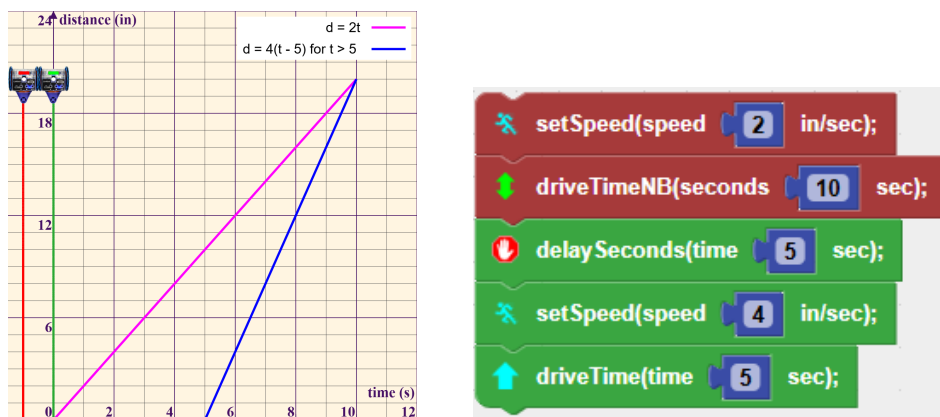 24 distance (in)
d = 2t
d = 4(t - 5) for t > 5
18
12
6
time (s)
0 2 4 6 8 10 12
setSpeed(speed 2 in/sec);
driveTimeNB(seconds 10 sec);
delaySeconds(time 5 sec);
setSpeed(speed 4 in/sec);
driveTime(time 5 sec);